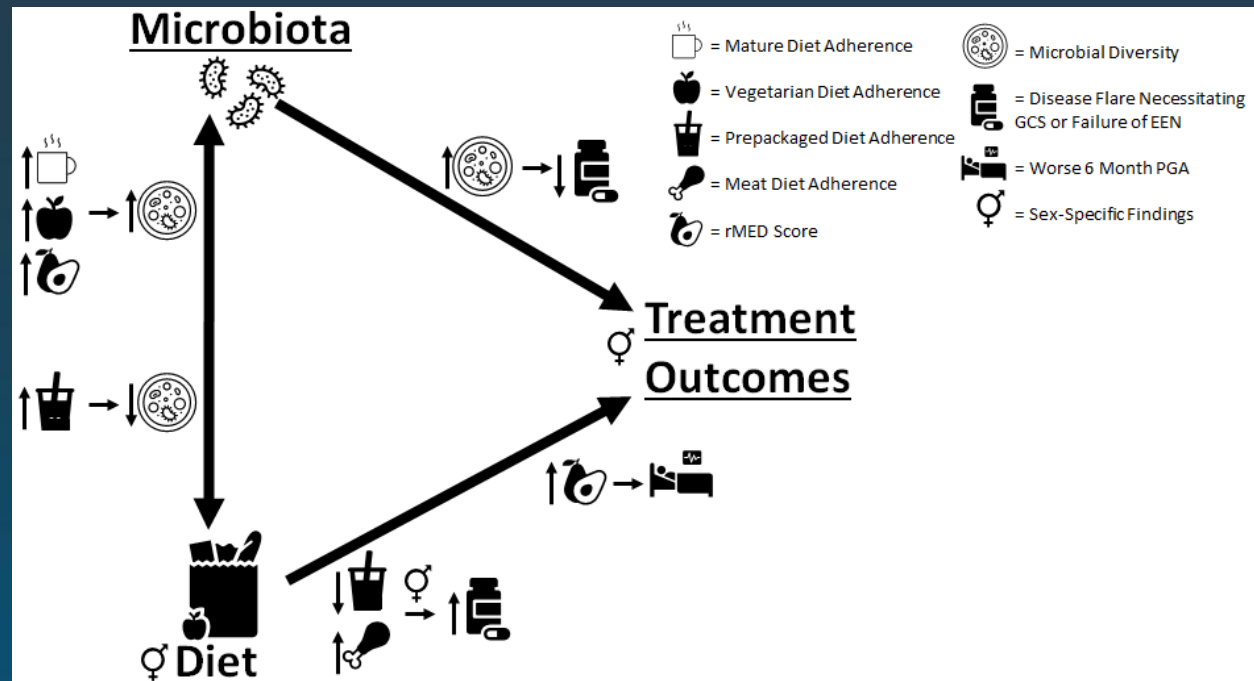 Microbiota
= Mature Diet Adherence
= Vegetarian Diet Adherence
= Prepackaged Diet Adherence
= Meat Diet Adherence
= rMED Score
= Microbial Diversity
= Disease Flare Necessitating
GCS or Failure of EEN
= Worse 6 Month PGA
= Sex-Specific Findings
Treatment
Outcomes
Diet